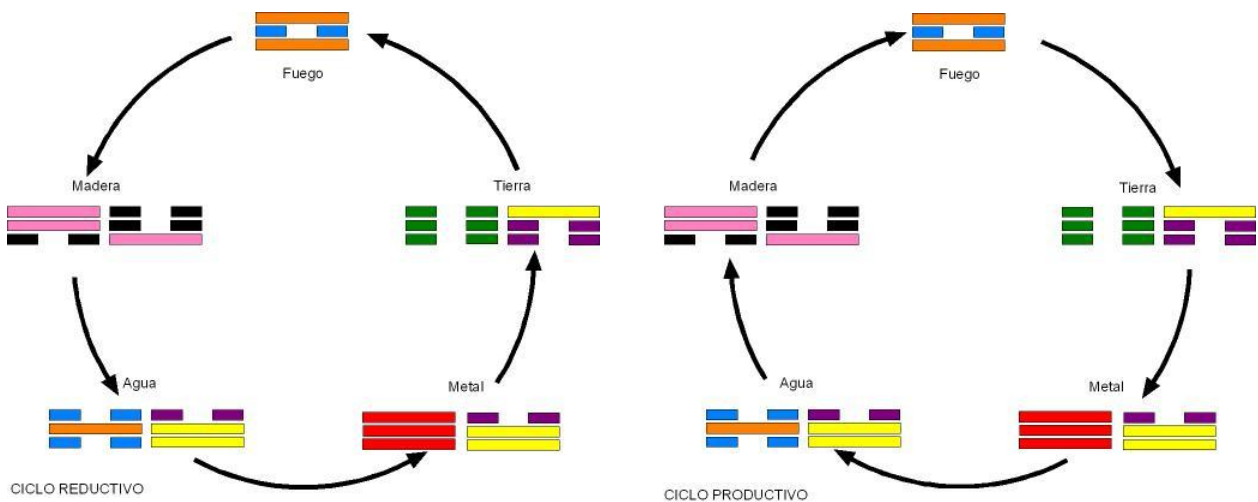 Fuego
Madera
Tierra
Agua
Metal
CICLO REDUCTIVO
Fuego
Madera
Tierra
Agua
Metal
CICLO PRODUCTIVO